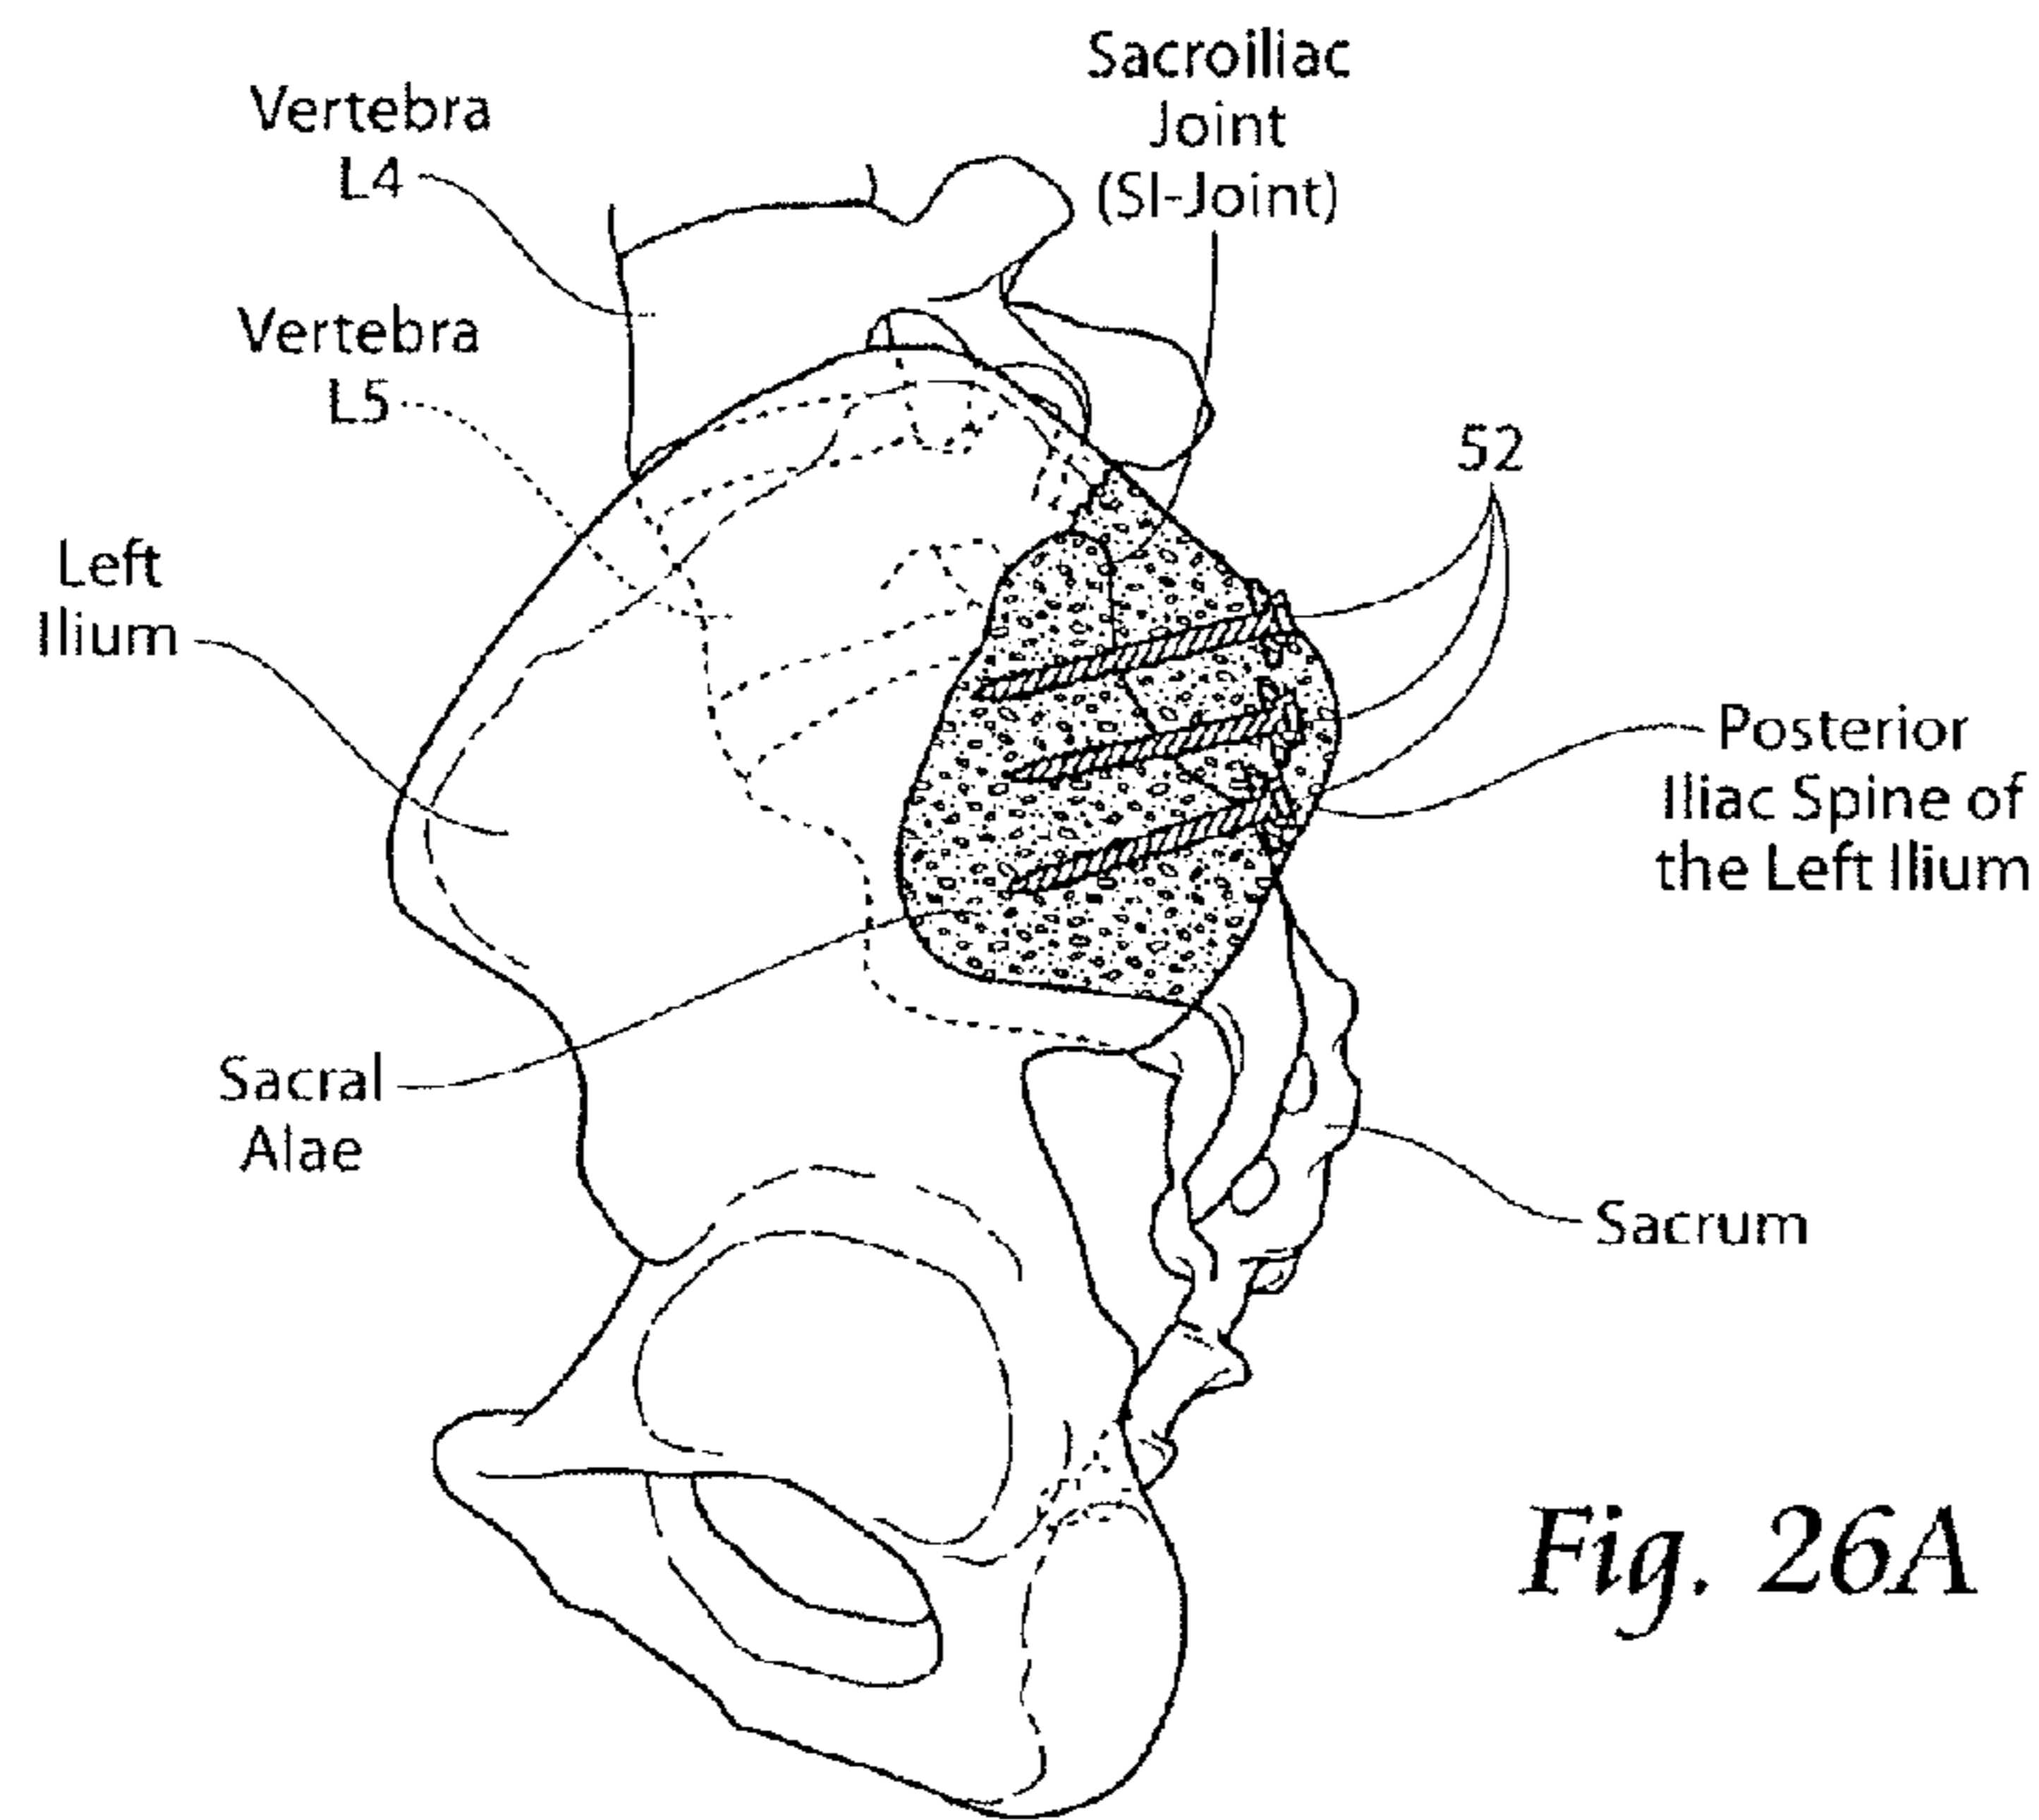 Sacroiliac
Joint
(SI-Joint)
Vertebra
L4
Vertebra
L5
52
Left
Ilium
Posterior
Iliac Spine of
the Left Ilium
Sacral
Alae
Sacrum
Fig. 26A